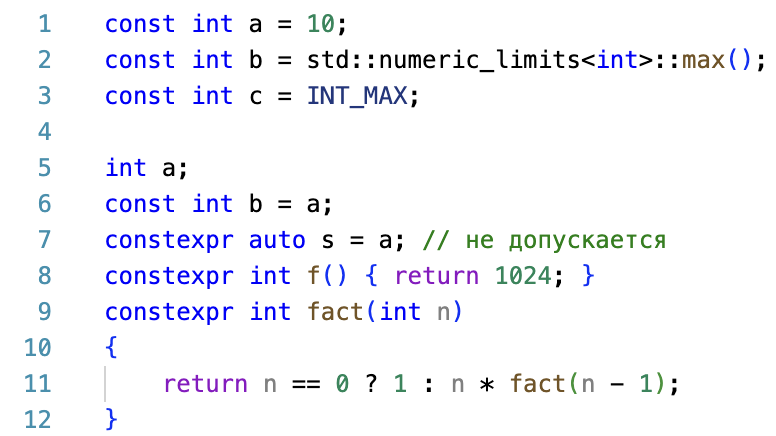 1 const int a = 10;
2 const int b = std::numeric_limits<int>::max();
3 const int c = INT_MAX;
4
5 int a;
6 const int b = a;
7 constexpr auto s = a; // не допускается
8 constexpr int f() { return 1024; }
9 constexpr int fact(int n)
10 {
11     return n == 0 ? 1 : n * fact(n - 1);
12 }